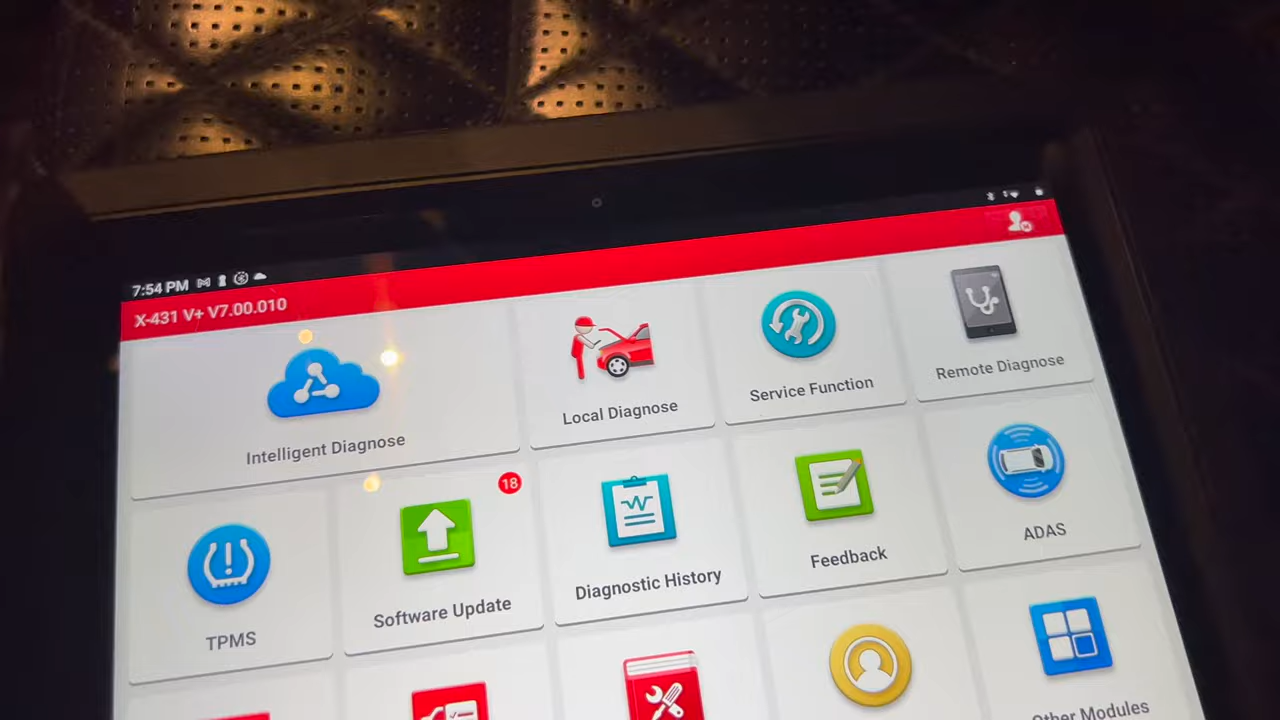 7:54 PM
X-431 V+ V7.00.010
Intelligent Diagnose
Local Diagnose
Service Function
Remote Diagnose
TPMS
18
Software Update
Diagnostic History
Feedback
ADAS
Other Modules